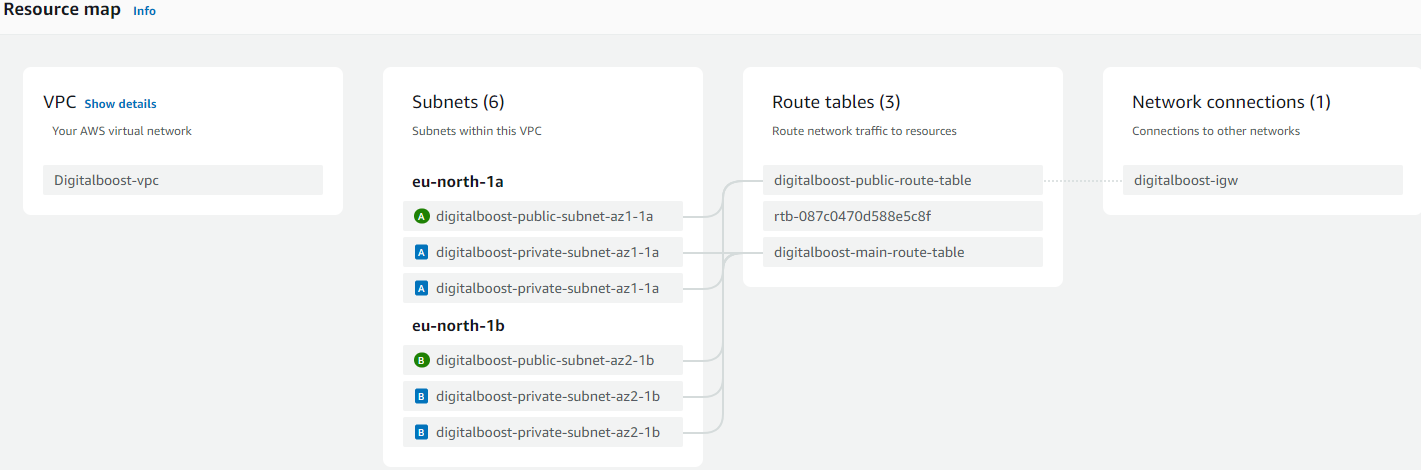 Resource map Info
VPC Show details
Your AWS virtual network
Digitalboost-vpc
Subnets (6)
Subnets within this VPC
eu-north-1a
A digitalboost-public-subnet-az1-1a
A digitalboost-private-subnet-az1-1a
A digitalboost-private-subnet-az1-1a
eu-north-1b
B digitalboost-public-subnet-az2-1b
B digitalboost-private-subnet-az2-1b
B digitalboost-private-subnet-az2-1b
Route tables (3)
Route network traffic to resources
digitalboost-public-route-table
rtb-087c0470d588e5c8f
digitalboost-main-route-table
Network connections (1)
Connections to other networks
digitalboost-igw